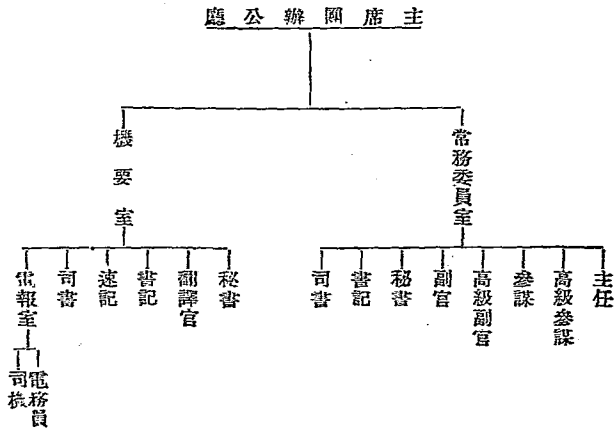 主席團辦公廳
常務委員室
機要室
主任
高級參謀
參謀
高級副官
副官
秘書
書記
司書
秘書
翻譯官
書記
速記
司書
電報室
電務員
司機